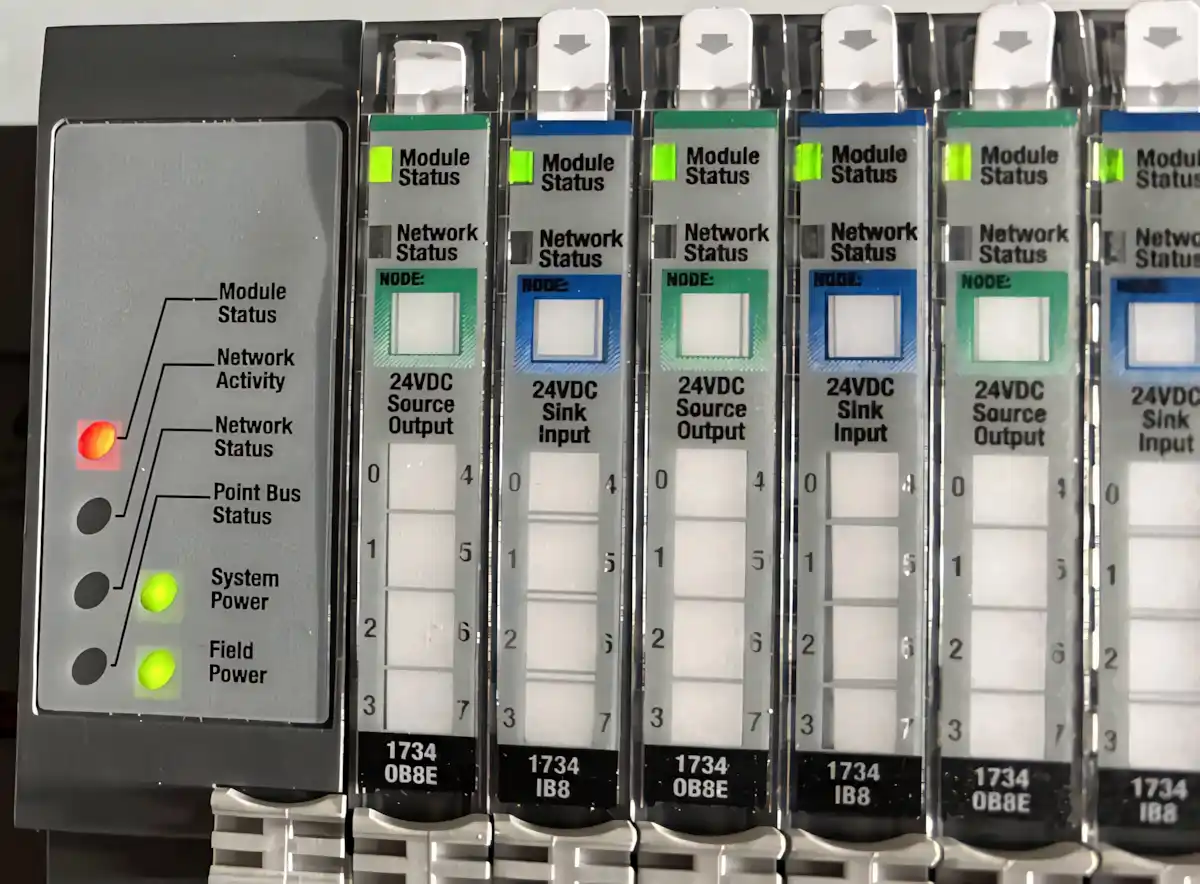 Module
Status
Network
Activity
Network
Status
Point Bus
Status
System
Power
Field
Power
Module
Status
Network
Status
NODE:
24VDC
Source
Output
0 4
1 5
2 6
3 7
1734
OB8E
Module
Status
Network
Status
NODE:
24VDC
Sink
Input
0 4
1 5
2 6
3 7
1734
IB8
Module
Status
Network
Status
NODE:
24VDC
Source
Output
0 4
1 5
2 6
3 7
1734
OB8E
Module
Status
Network
Status
NODE:
24VDC
Sink
Input
0 4
1 5
2 6
3 7
1734
IB8
Module
Status
Network
Status
NODE:
24VDC
Source
Output
0 4
1 5
2 6
3 7
1734
OB8E
Modul
Status
Netwo
Status
24VDC
Sink
Input
0
1
2
3
1734
IB8